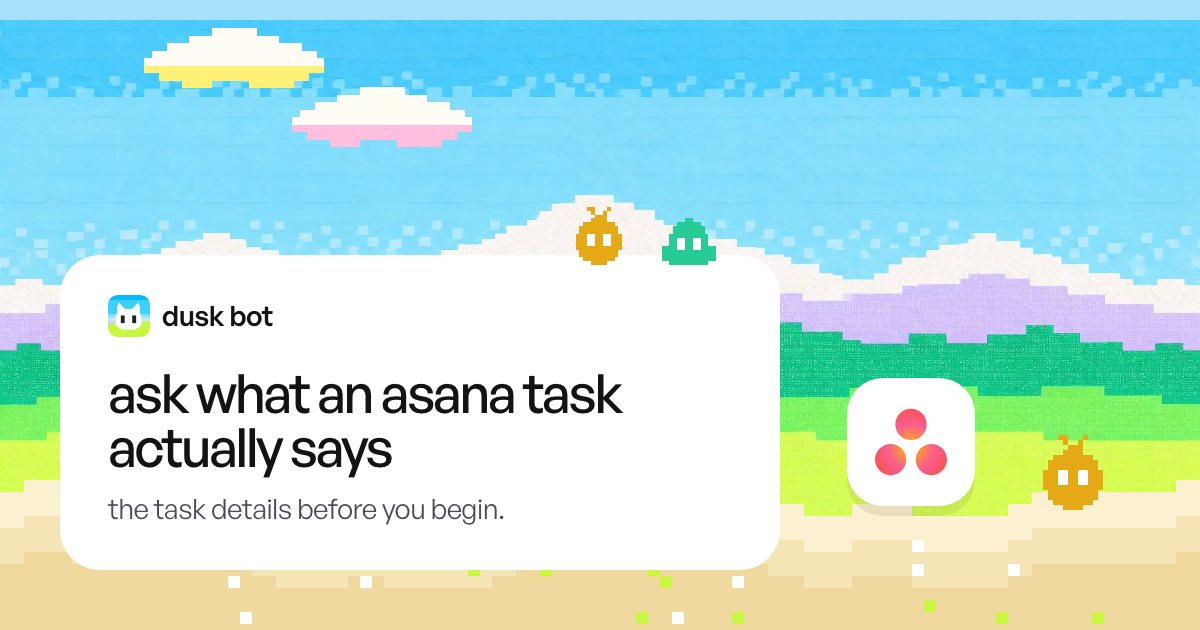 dusk bot
ask what an asana task
actually says
the task details before you begin.